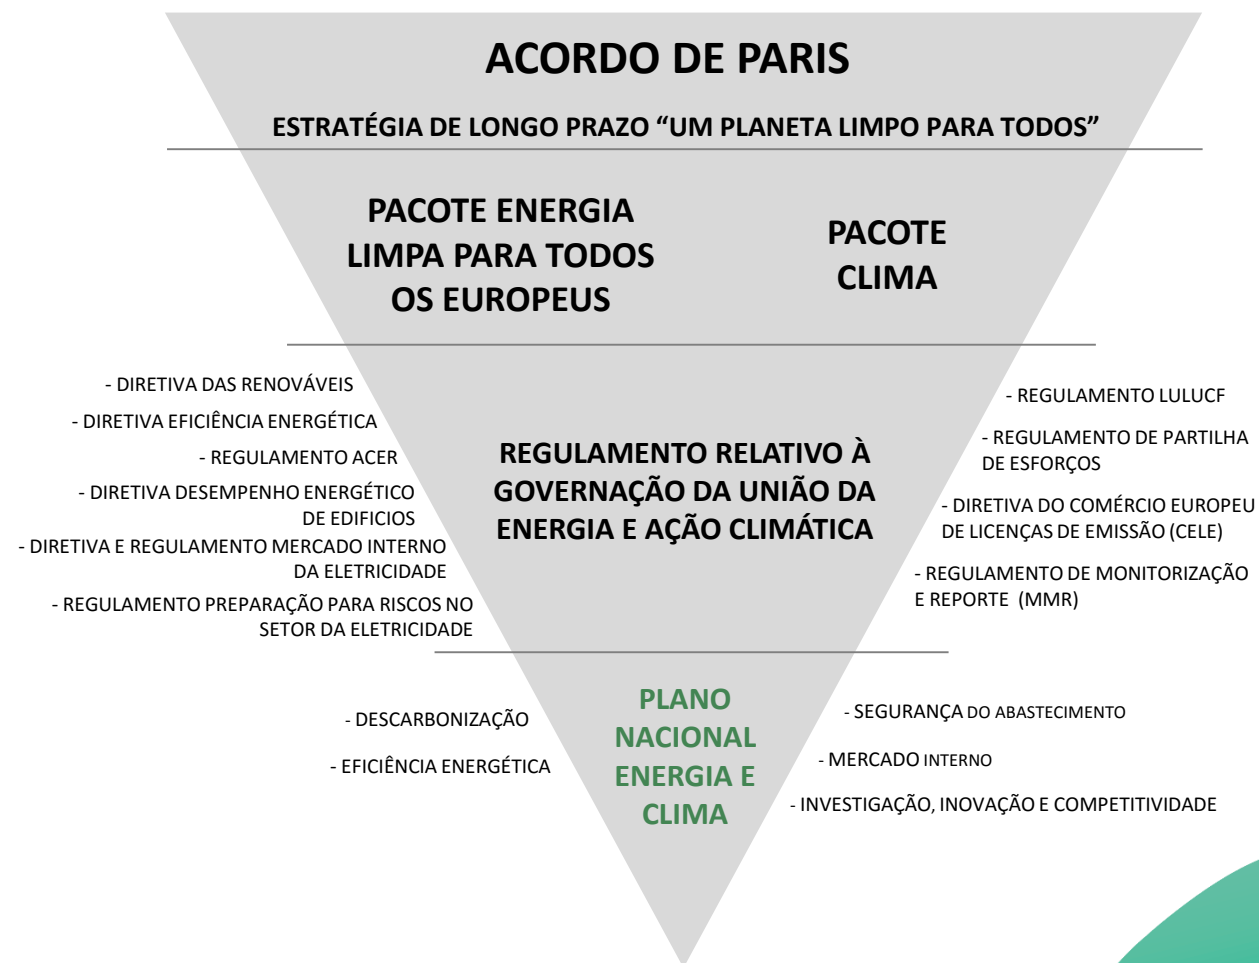 ACORDO DE PARIS
ESTRATÉGIA DE LONGO PRAZO “UM PLANETA LIMPO PARA TODOS”
PACOTE ENERGIA
LIMPA PARA TODOS
OS EUROPEUS
PACOTE
CLIMA
- DIRETIVA DAS RENOVÁVEIS
- DIRETIVA EFICIÊNCIA ENERGÉTICA
- REGULAMENTO ACER
- DIRETIVA DESEMPENHO ENERGÉTICO
DE EDIFICIOS
- DIRETIVA E REGULAMENTO MERCADO INTERNO
DA ELETRICIDADE
- REGULAMENTO PREPARAÇÃO PARA RISCOS NO
SETOR DA ELETRICIDADE
REGULAMENTO RELATIVO À
GOVERNAÇÃO DA UNIÃO DA
ENERGIA E AÇÃO CLIMÁTICA
- REGULAMENTO LULUCF
- REGULAMENTO DE PARTILHA
DE ESFORÇOS
- DIRETIVA DO COMÉRCIO EUROPEU
DE LICENÇAS DE EMISSÃO (CELE)
- REGULAMENTO DE MONITORIZAÇÃO
E REPORTE (MMR)
- DESCARBONIZAÇÃO
- EFICIÊNCIA ENERGÉTICA
PLANO
NACIONAL
ENERGIA E
CLIMA
- SEGURANÇA DO ABASTECIMENTO
- MERCADO INTERNO
- INVESTIGAÇÃO, INOVAÇÃO E COMPETITIVIDADE